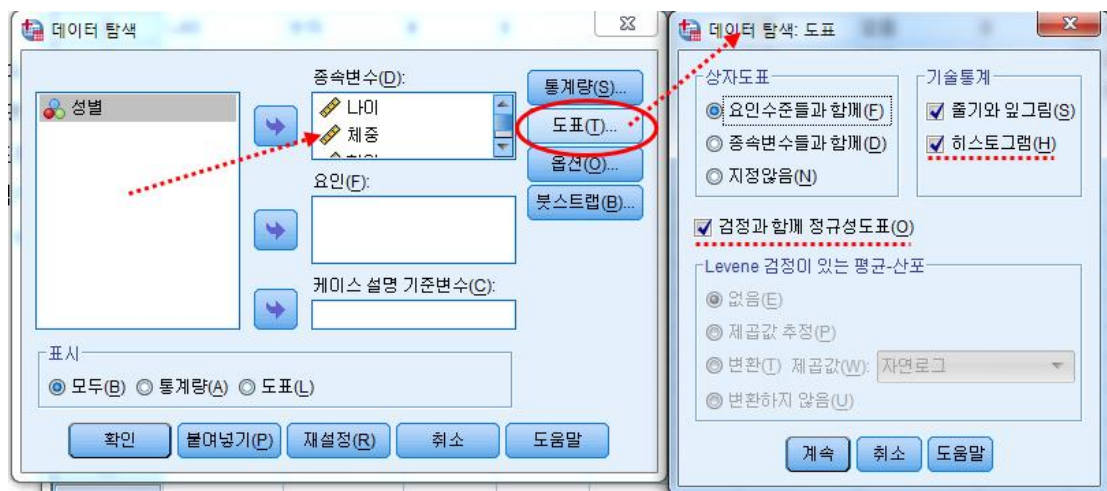 데이터 탐색
성별
종속변수(D):
나이
체중
요인(F):
케이스 설명 기준변수(C):
통계량(S)...
도표(T)...
옵션(O)...
붓스트랩(B)...
표시
모두(B) 통계량(A) 도표(L)
확인 붙여넣기(P) 재설정(R) 취소 도움말
데이터 탐색: 도표
상자도표
요인수준들과 함께(F)
종속변수들과 함께(D)
지정않음(N)
기술통계
줄기와 잎그림(S)
히스토그램(H)
검정과 함께 정규성도표(O)
Levene 검정이 있는 평균-산포
없음(E)
제곱값 추정(P)
변환(T) 제곱값(W): 자연로그
변환하지 않음(U)
계속 취소 도움말